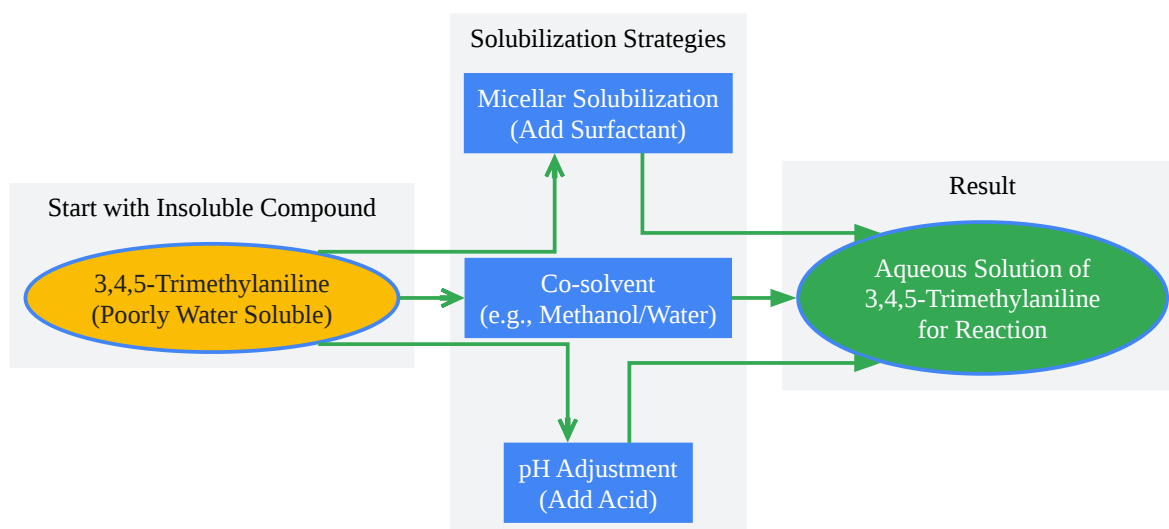 Start with Insoluble Compound
3,4,5-Trimethylaniline
(Poorly Water Soluble)
Solubilization Strategies
Micellar Solubilization
(Add Surfactant)
Co-solvent
(e.g., Methanol/Water)
pH Adjustment
(Add Acid)
Result
Aqueous Solution of
3,4,5-Trimethylaniline
for Reaction